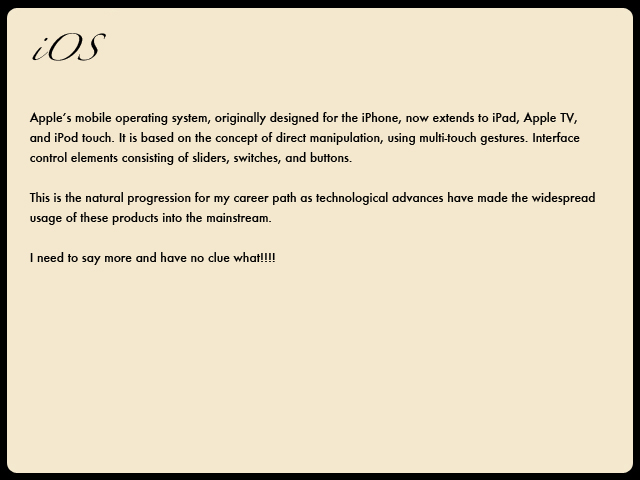 iOS
Apple’s mobile operating system, originally designed for the iPhone, now extends to iPad, Apple TV,
and iPod touch. It is based on the concept of direct manipulation, using multi-touch gestures. Interface
control elements consisting of sliders, switches, and buttons.
This is the natural progression for my career path as technological advances have made the widespread
usage of these products into the mainstream.
I need to say more and have no clue what!!!!